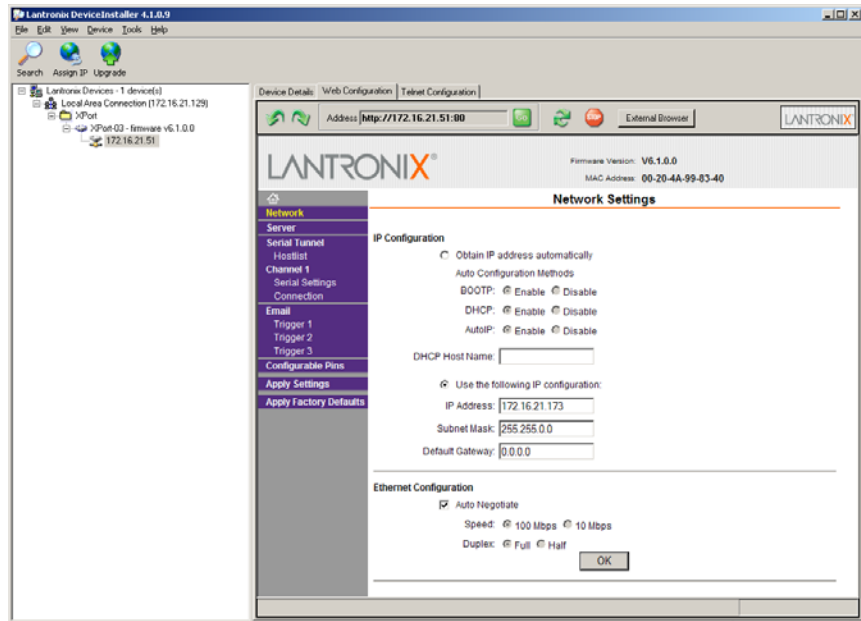 Lantronix DeviceInstaller 4.1.0.9
File Edit View Device Tools Help
Search Assign IP Upgrade
Lantronix Devices - 1 device(s)
Local Area Connection (172.16.21.129)
XPort
XPort-03 - firmware v6.1.0.0
172.16.21.51
Device Details Web Configuration Telnet Configuration
Address http://172.16.21.51:80 Go External Browser LANTRONIX
LANTRONIX®
Firmware Version: V6.1.0.0
MAC Address: 00-20-4A-99-83-40
Network
Server
Serial Tunnel
Hostlist
Channel 1
Serial Settings
Connection
Email
Trigger 1
Trigger 2
Trigger 3
Configurable Pins
Apply Settings
Apply Factory Defaults
Network Settings
IP Configuration
Obtain IP address automatically
Auto Configuration Methods
BOOTP: Enable Disable
DHCP: Enable Disable
AutoIP: Enable Disable
DHCP Host Name:
Use the following IP configuration:
IP Address: 172.16.21.173
Subnet Mask: 255.255.0.0
Default Gateway: 0.0.0.0
Ethernet Configuration
Auto Negotiate
Speed: 100 Mbps 10 Mbps
Duplex: Full Half
OK